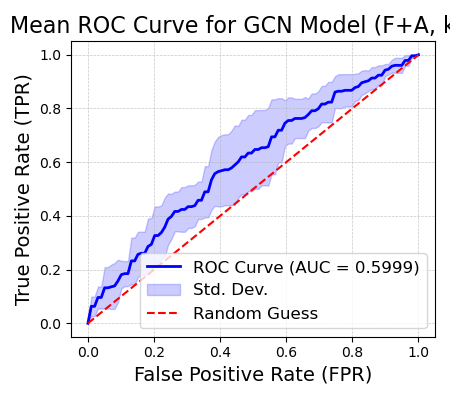 Mean ROC Curve for GCN Model (F+A, k
1.0
0.8
0.6
0.4
0.2
0.0
True Positive Rate (TPR)
ROC Curve (AUC = 0.5999)
Std. Dev.
Random Guess
0.0 0.2 0.4 0.6 0.8 1.0
False Positive Rate (FPR)